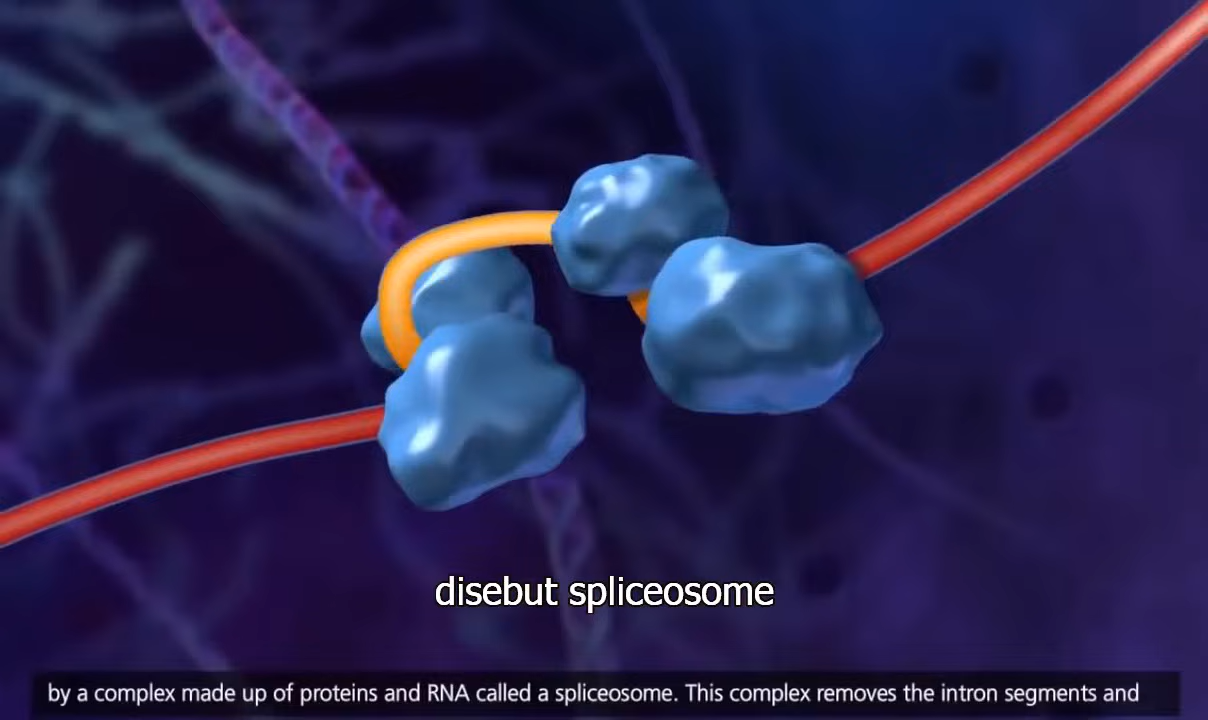 disebut spliceosome
by a complex made up of proteins and RNA called a spliceosome. This complex removes the intron segments and